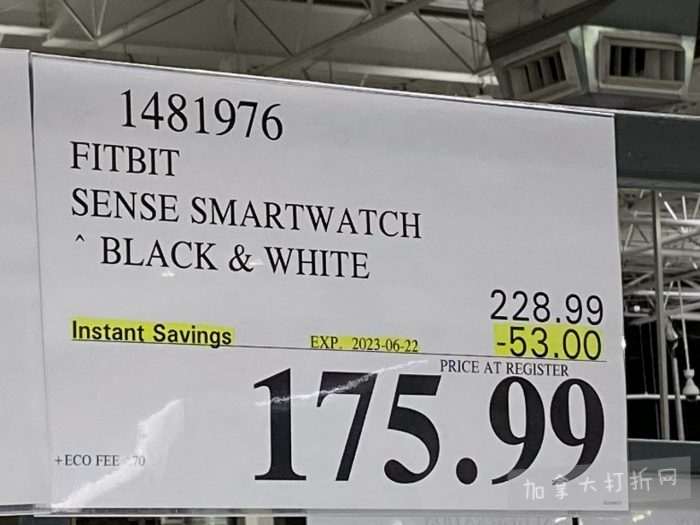 1481976
FITBIT
SENSE SMARTWATCH
^ BLACK & WHITE
228.99
Instant Savings EXP. 2023-06-22 -53.00
PRICE AT REGISTER
175.99
+ECO FEE .70
加拿大打折网